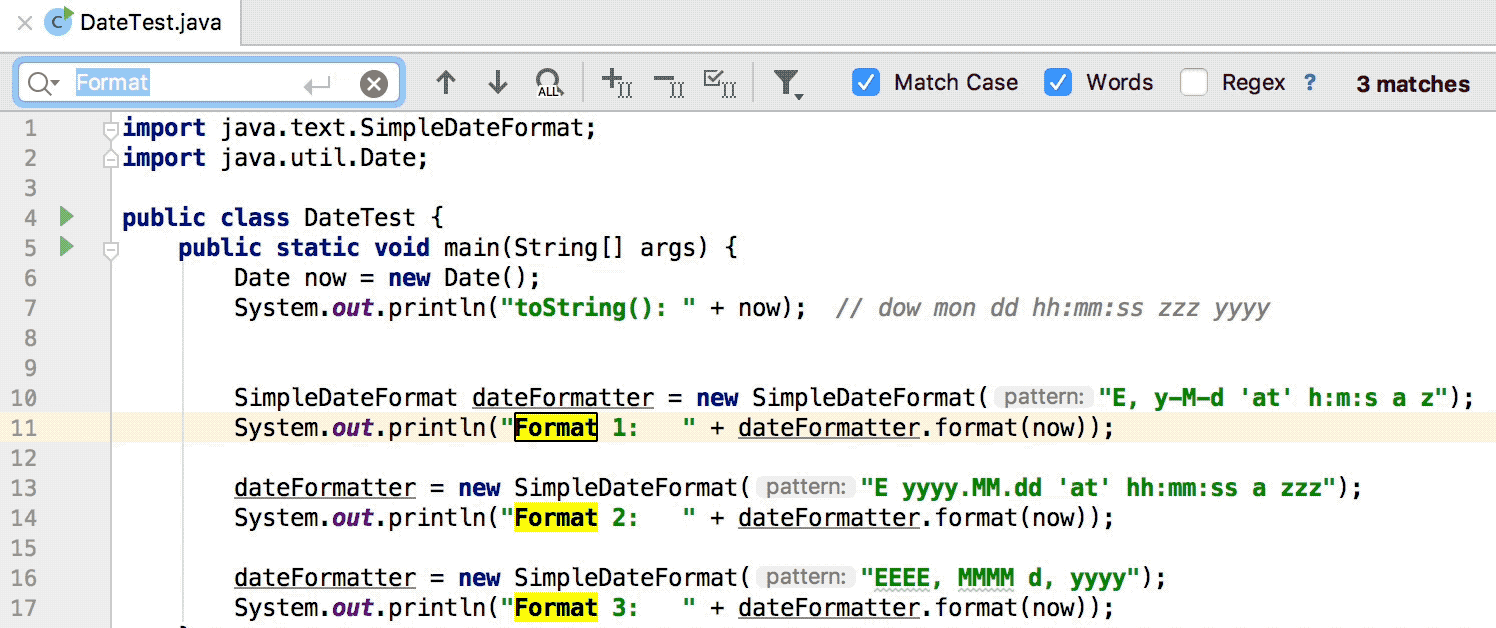 DateTest.java
Format ALL Match Case Words Regex ? 3 matches
1 import java.text.SimpleDateFormat;
2 import java.util.Date;
3
4 public class DateTest {
5 public static void main(String[] args) {
6 Date now = new Date();
7 System.out.println("toString(): " + now);  // dow mon dd hh:mm:ss zzz yyyy
8
9
10 SimpleDateFormat dateFormatter = new SimpleDateFormat( pattern: "E, y-M-d 'at' h:m:s a z");
11 System.out.println("Format 1:   " + dateFormatter.format(now));
12
13 dateFormatter = new SimpleDateFormat( pattern: "E yyyy.MM.dd 'at' hh:mm:ss a zzz");
14 System.out.println("Format 2:   " + dateFormatter.format(now));
15
16 dateFormatter = new SimpleDateFormat( pattern: "EEEE, MMMM d, yyyy");
17 System.out.println("Format 3:   " + dateFormatter.format(now));